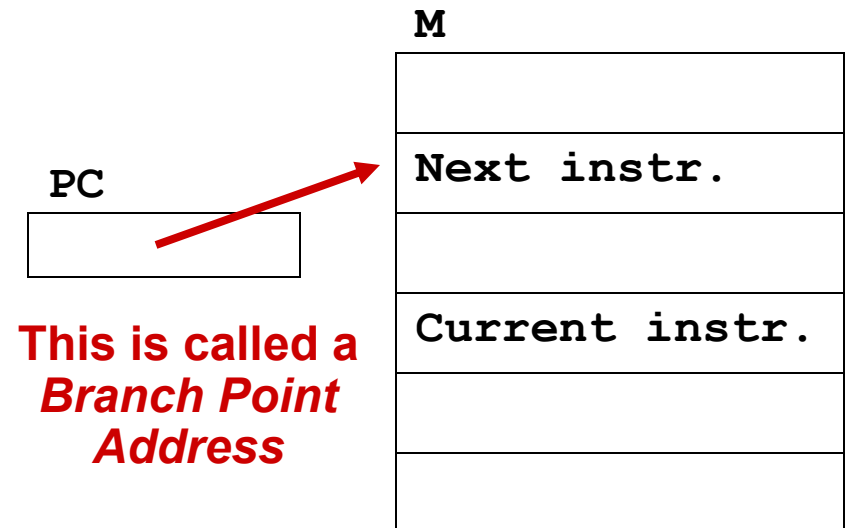 M
PC
Next instr.
Current instr.
This is called a
Branch Point
Address